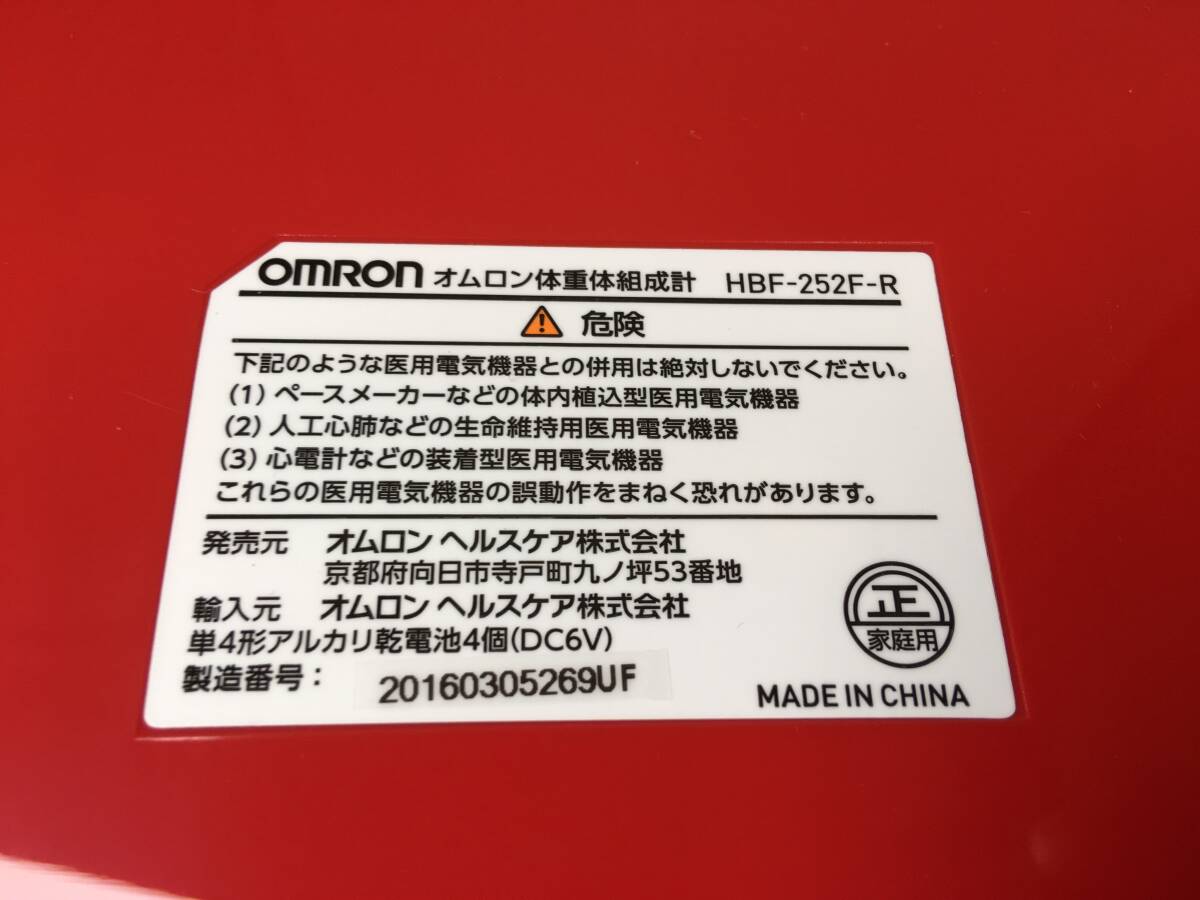 OMRON オムロン体重体組成計 HBF-252F-R
危険
下記のような医用電気機器との併用は絶対しないでください。
(1) ペースメーカーなどの体内植込型医用電気機器
(2) 人工心肺などの生命維持用医用電気機器
(3) 心電計などの装着型医用電気機器
これらの医用電気機器の誤動作をまねく恐れがあります。
発売元 オムロン ヘルスケア株式会社
京都府向日市寺戸町九ノ坪53番地
輸入元 オムロン ヘルスケア株式会社
単4形アルカリ乾電池4個(DC6V)
製造番号： 20160305269UF
正
家庭用
MADE IN CHINA